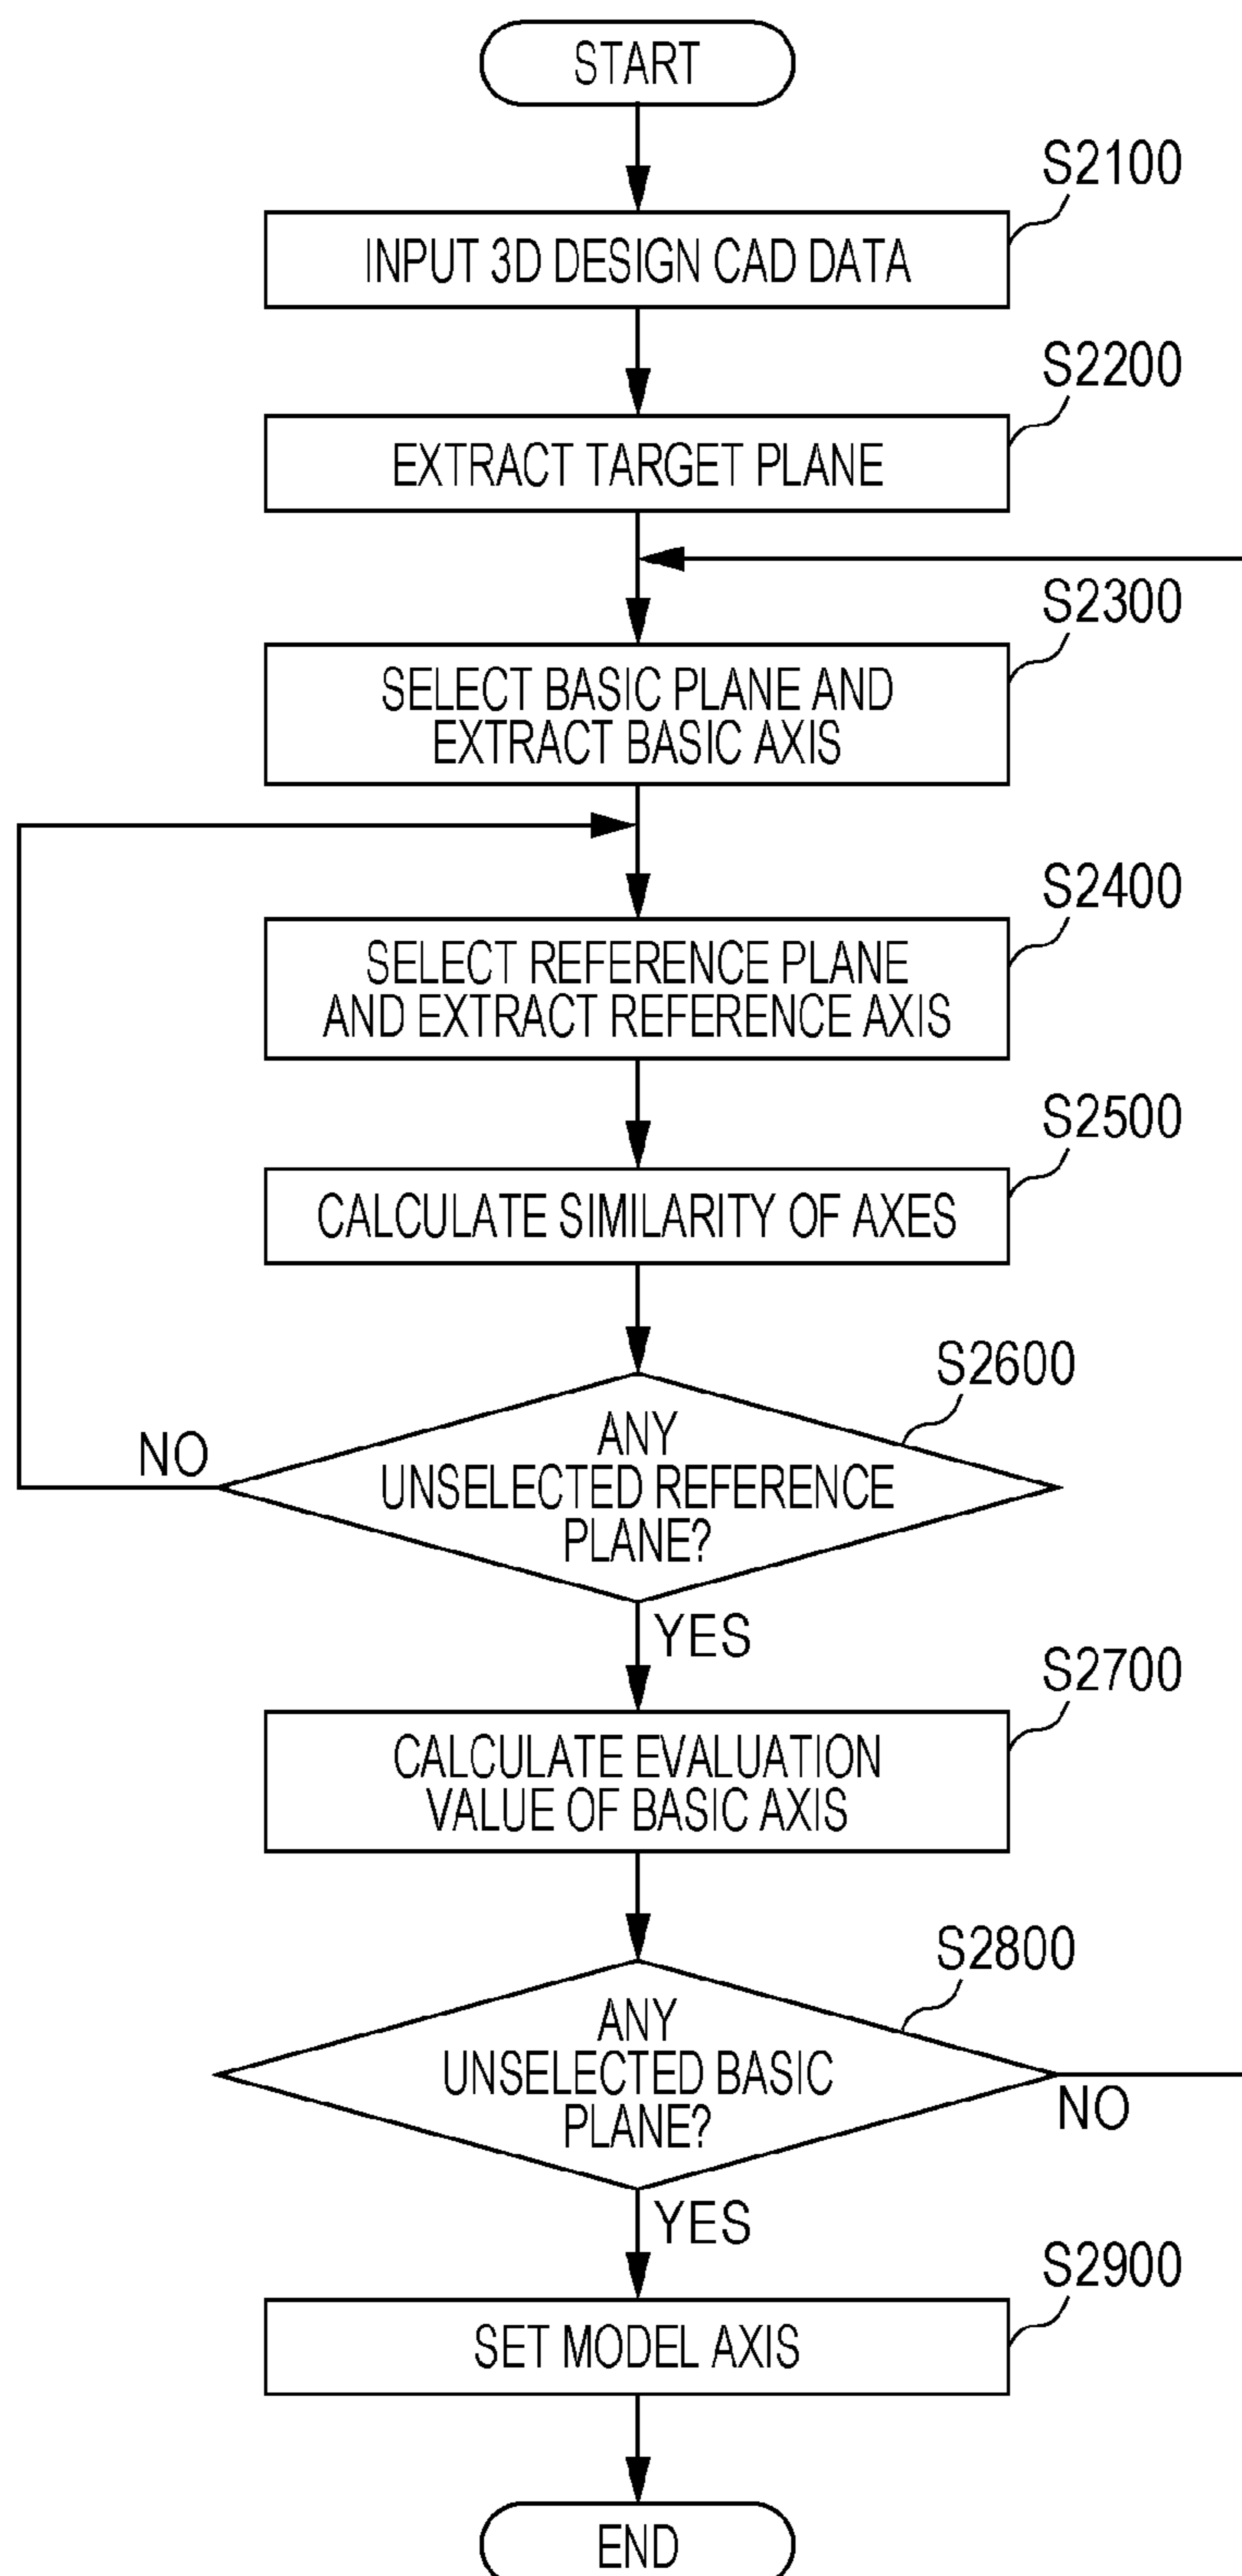 START
S2100
INPUT 3D DESIGN CAD DATA
S2200
EXTRACT TARGET PLANE
S2300
SELECT BASIC PLANE AND
EXTRACT BASIC AXIS
S2400
SELECT REFERENCE PLANE
AND EXTRACT REFERENCE AXIS
S2500
CALCULATE SIMILARITY OF AXES
S2600
ANY
UNSELECTED REFERENCE
PLANE?
NO
YES
S2700
CALCULATE EVALUATION
VALUE OF BASIC AXIS
S2800
ANY
UNSELECTED BASIC
PLANE?
NO
YES
S2900
SET MODEL AXIS
END